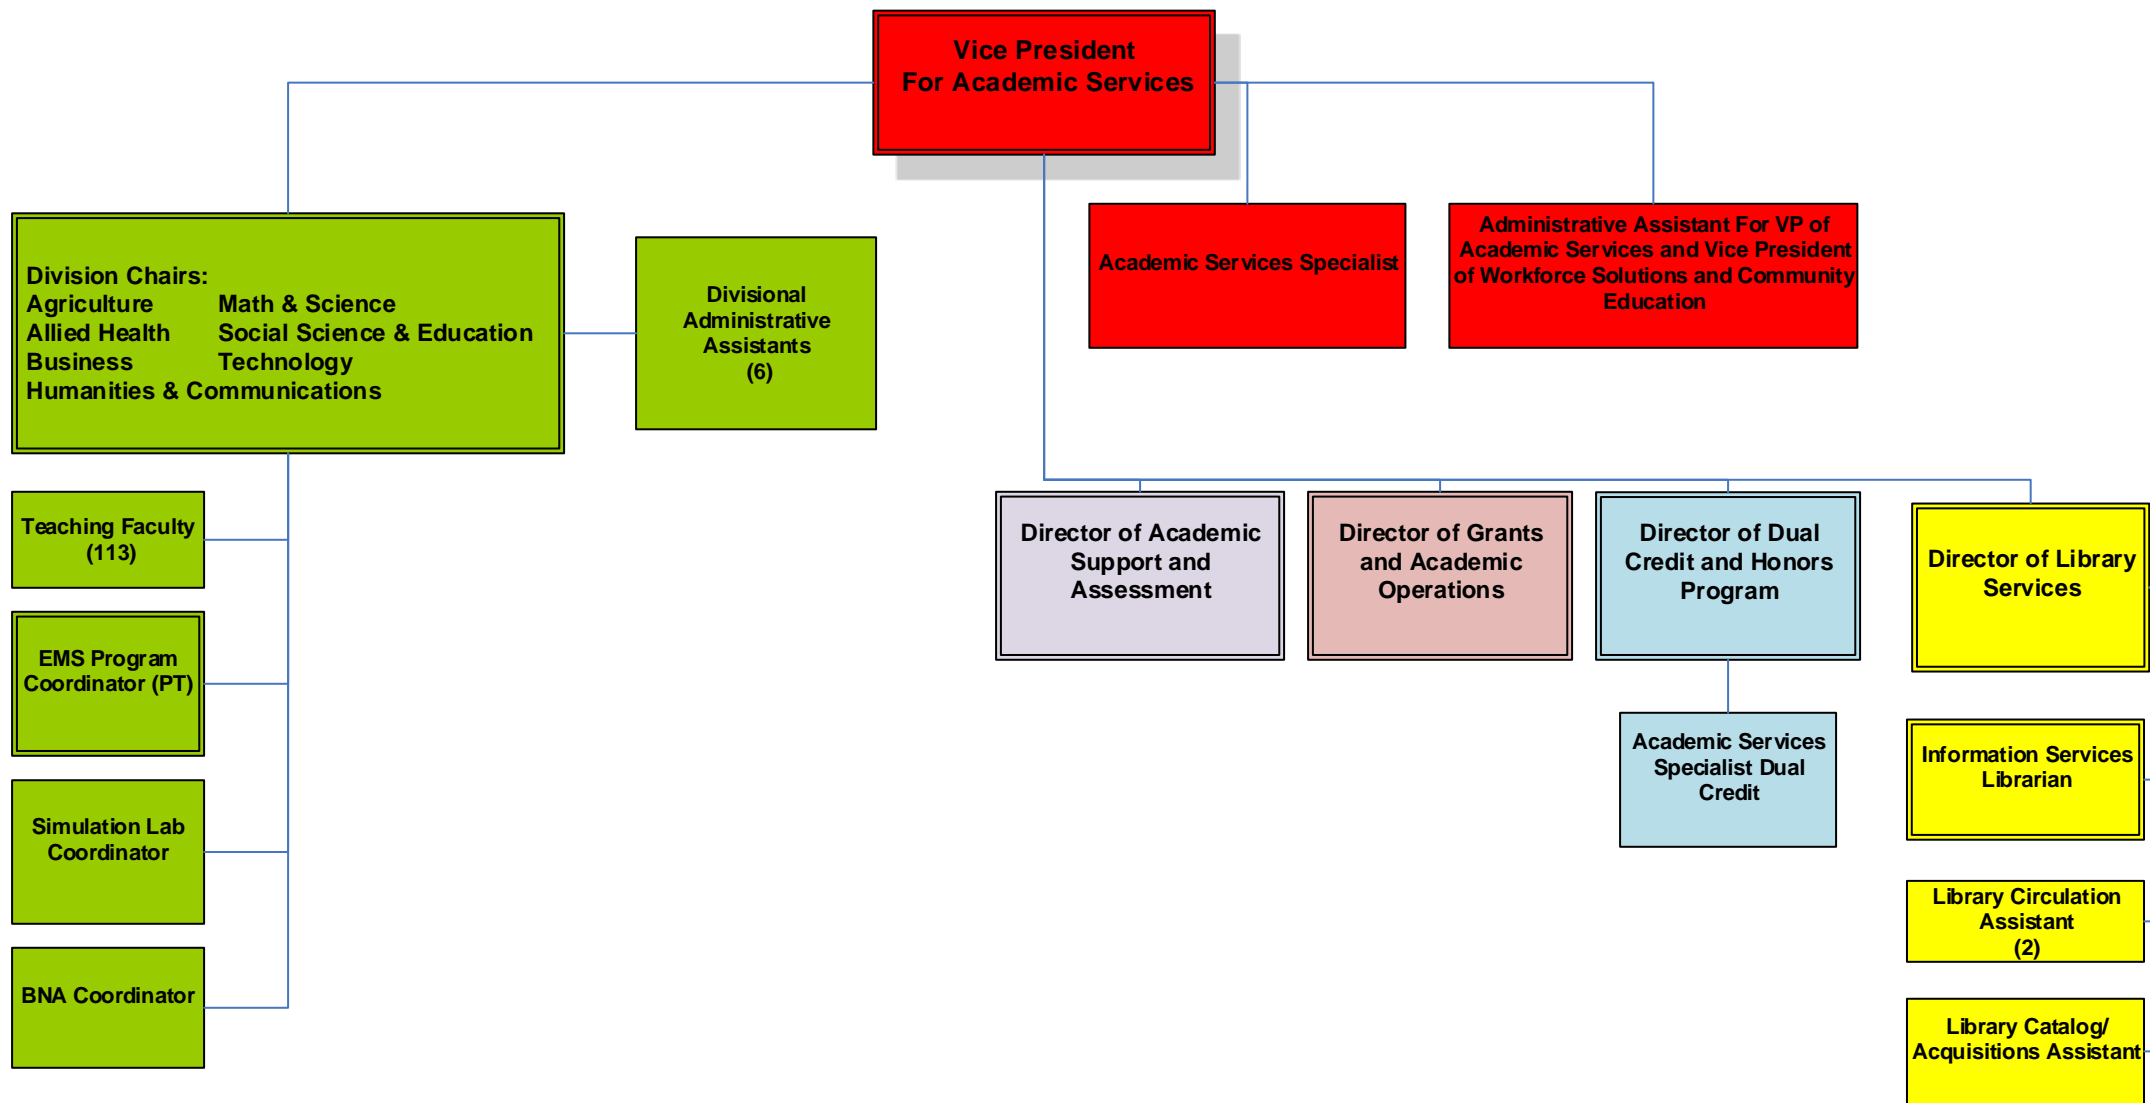 Vice President
For Academic Services
Division Chairs:
Agriculture Math & Science
Allied Health Social Science & Education
Business Technology
Humanities & Communications
Divisional
Administrative
Assistants
(6)
Academic Services Specialist
Administrative Assistant For VP of
Academic Services and Vice President
of Workforce Solutions and Community
Education
Teaching Faculty
(113)
EMS Program
Coordinator (PT)
Simulation Lab
Coordinator
BNA Coordinator
Director of Academic
Support and
Assessment
Director of Grants
and Academic
Operations
Director of Dual
Credit and Honors
Program
Director of Library
Services
Academic Services
Specialist Dual
Credit
Information Services
Librarian
Library Circulation
Assistant
(2)
Library Catalog/
Acquisitions Assistant